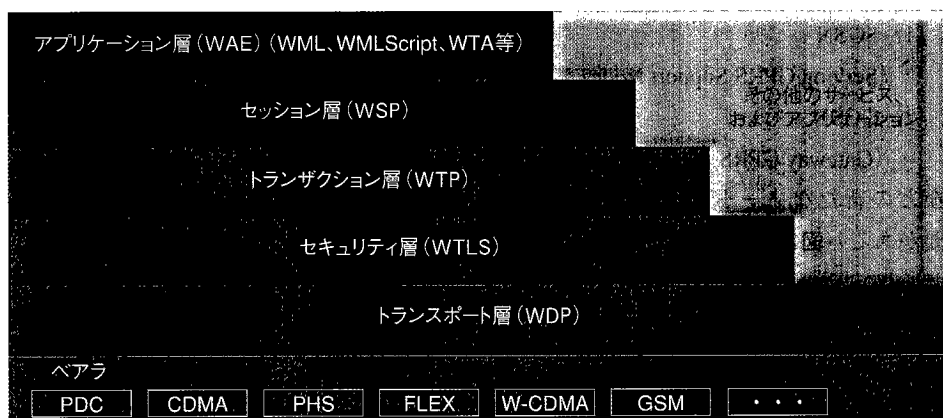 アプリケーション層(WAE)(WML、WMLScript、WTA等)
その他のサービス、
およびアプリケーション
セッション層(WSP)
トランザクション層(WTP)
セキュリティ層(WTLS)
トランスポート層(WDP)
ベアラ
PDC CDMA PHS FLEX W-CDMA GSM ・・・